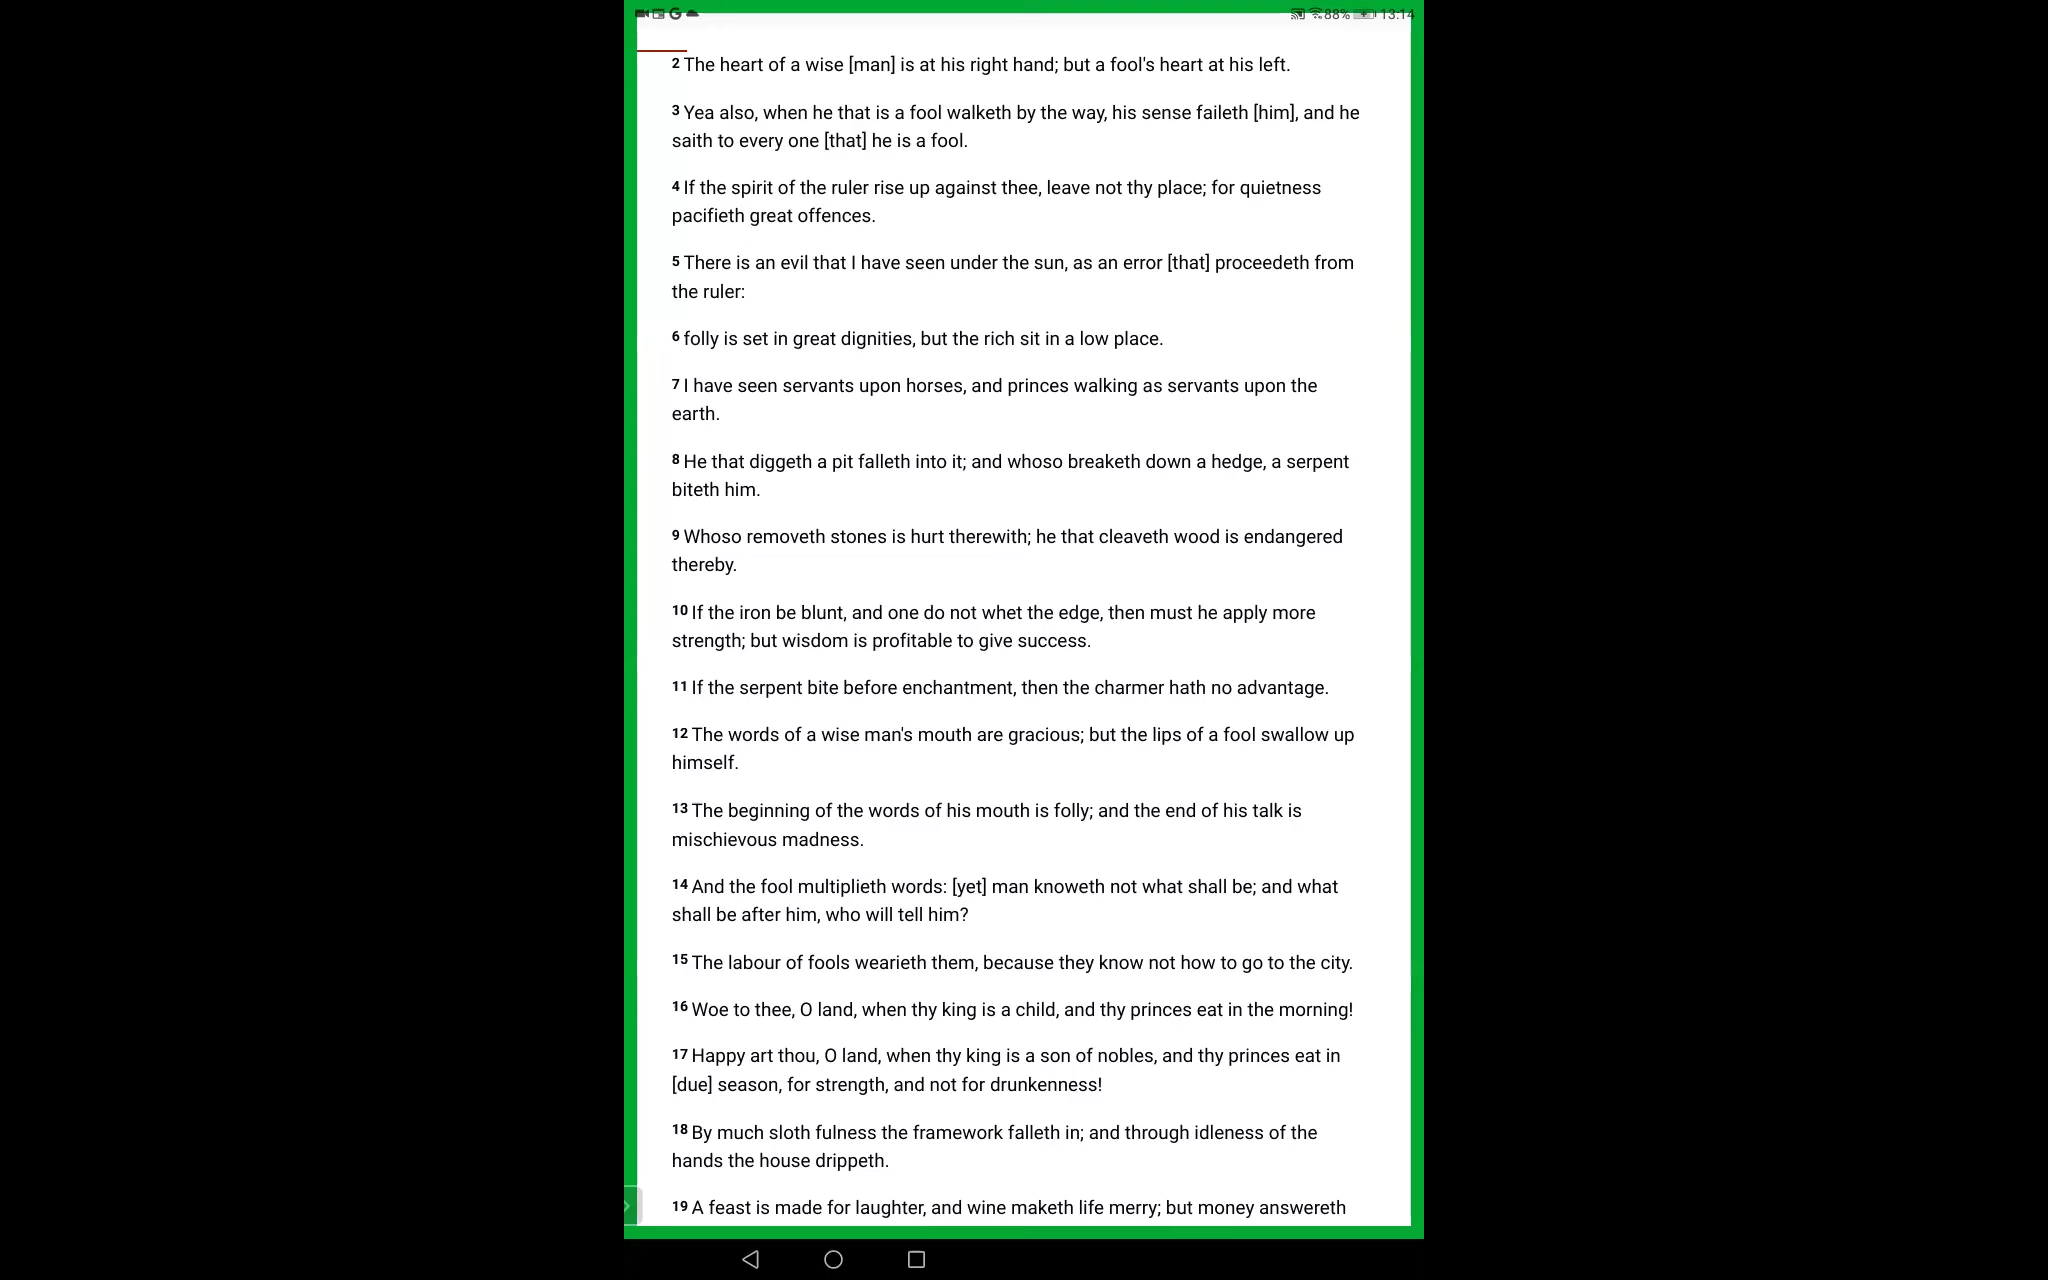 G 88% 13:14
2 The heart of a wise [man] is at his right hand; but a fool's heart at his left.
3 Yea also, when he that is a fool walketh by the way, his sense faileth [him], and he
saith to every one [that] he is a fool.
4 If the spirit of the ruler rise up against thee, leave not thy place; for quietness
pacifieth great offences.
5 There is an evil that I have seen under the sun, as an error [that] proceedeth from
the ruler:
6 folly is set in great dignities, but the rich sit in a low place.
7 I have seen servants upon horses, and princes walking as servants upon the
earth.
8 He that diggeth a pit falleth into it; and whoso breaketh down a hedge, a serpent
biteth him.
9 Whoso removeth stones is hurt therewith; he that cleaveth wood is endangered
thereby.
10 If the iron be blunt, and one do not whet the edge, then must he apply more
strength; but wisdom is profitable to give success.
11 If the serpent bite before enchantment, then the charmer hath no advantage.
12 The words of a wise man's mouth are gracious; but the lips of a fool swallow up
himself.
13 The beginning of the words of his mouth is folly; and the end of his talk is
mischievous madness.
14 And the fool multiplieth words: [yet] man knoweth not what shall be; and what
shall be after him, who will tell him?
15 The labour of fools wearieth them, because they know not how to go to the city.
16 Woe to thee, O land, when thy king is a child, and thy princes eat in the morning!
17 Happy art thou, O land, when thy king is a son of nobles, and thy princes eat in
[due] season, for strength, and not for drunkenness!
18 By much sloth fulness the framework falleth in; and through idleness of the
hands the house drippeth.
19 A feast is made for laughter, and wine maketh life merry; but money answereth